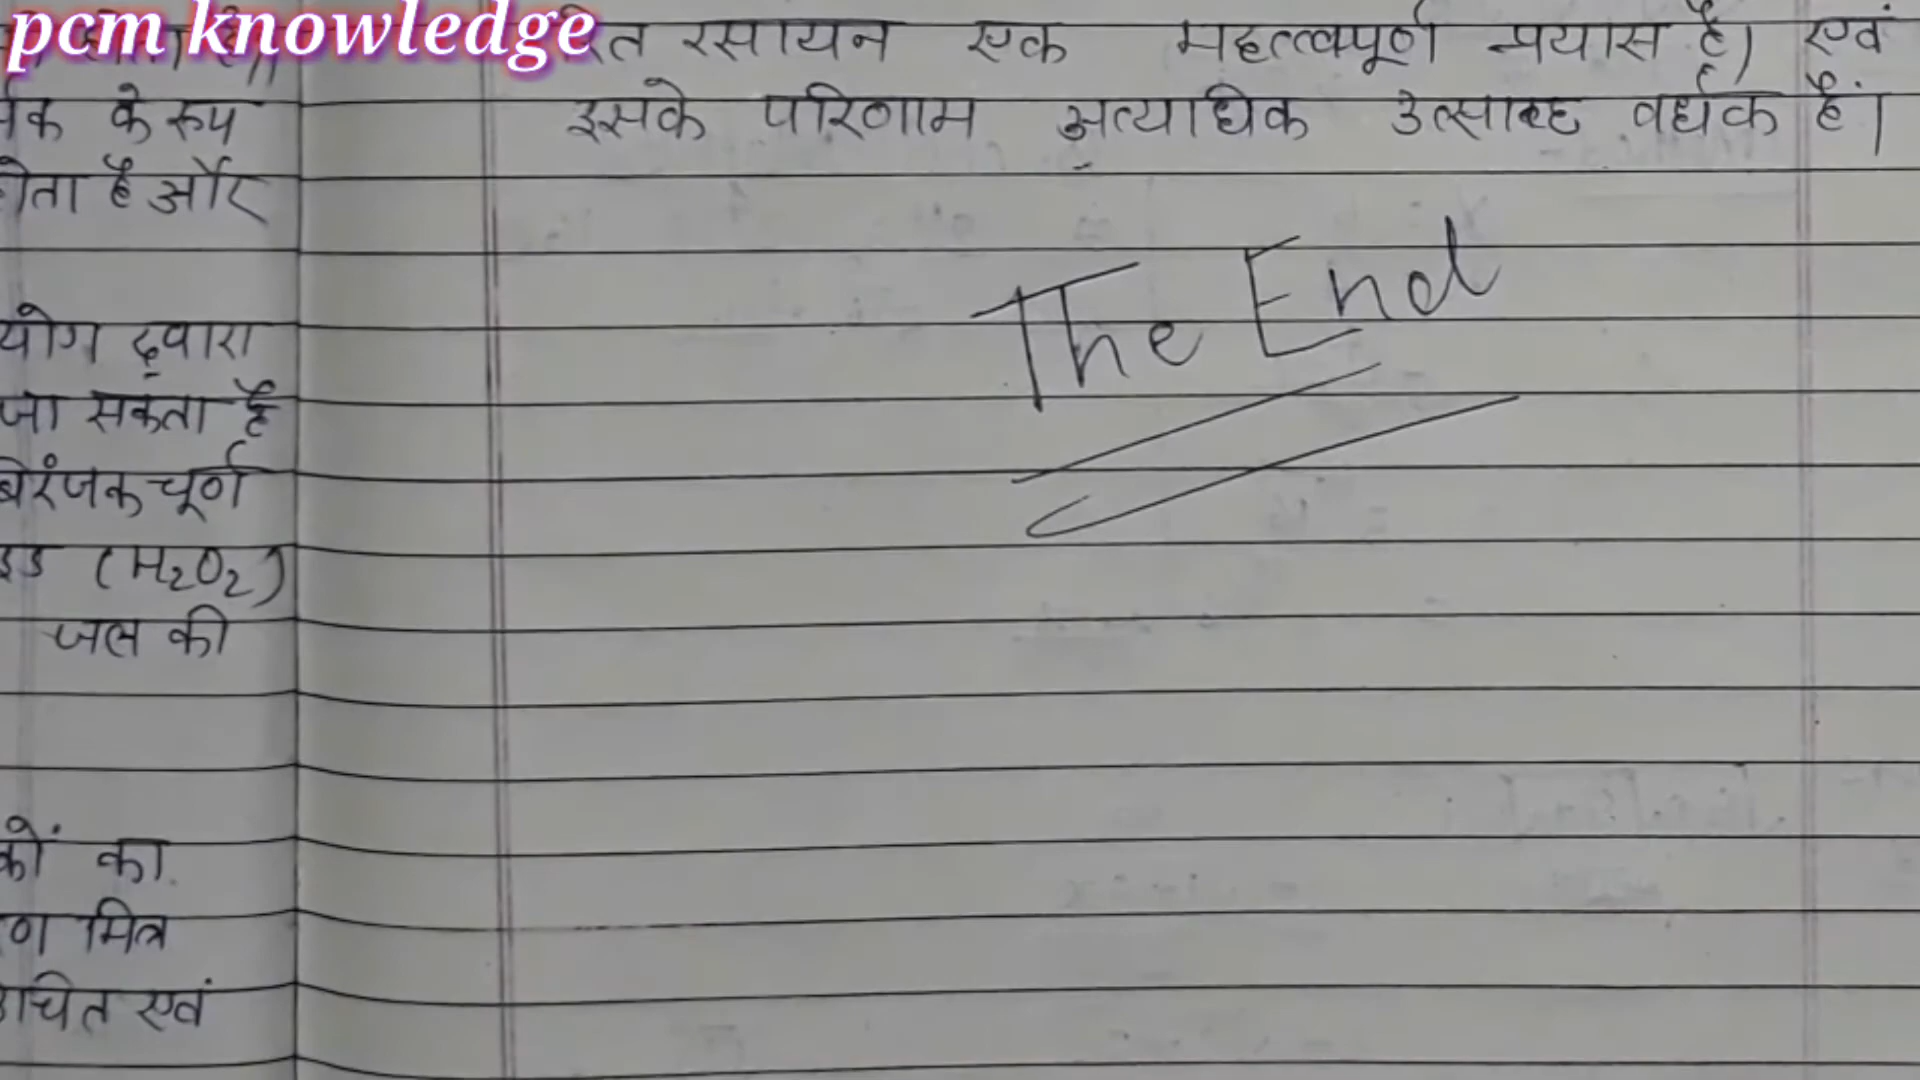 pcm knowledge
रसायन एक महत्त्वपूर्ण प्रयास है। एवं
इसके परिणाम अत्याधिक उत्साह वर्धक हैं।
The End
के रूप
है और
द्वारा
जा सकता है
चूर्ण
(H₂O₂)
जल की
का
मित्र
एवं